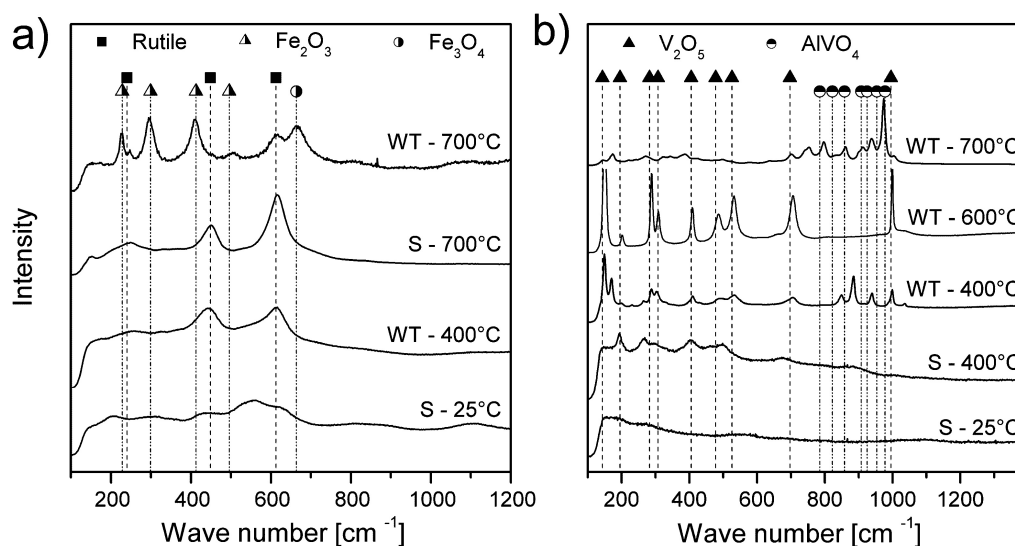 a)
Rutile Fe₂O₃ Fe₃O₄
WT - 700°C
S - 700°C
WT - 400°C
S - 25°C
Intensity
200 400 600 800 1000 1200
Wave number [cm ⁻¹]
b)
V₂O₅ AlVO₄
WT - 700°C
WT - 600°C
WT - 400°C
S - 400°C
S - 25°C
200 400 600 800 1000 1200
Wave number [cm ⁻¹]